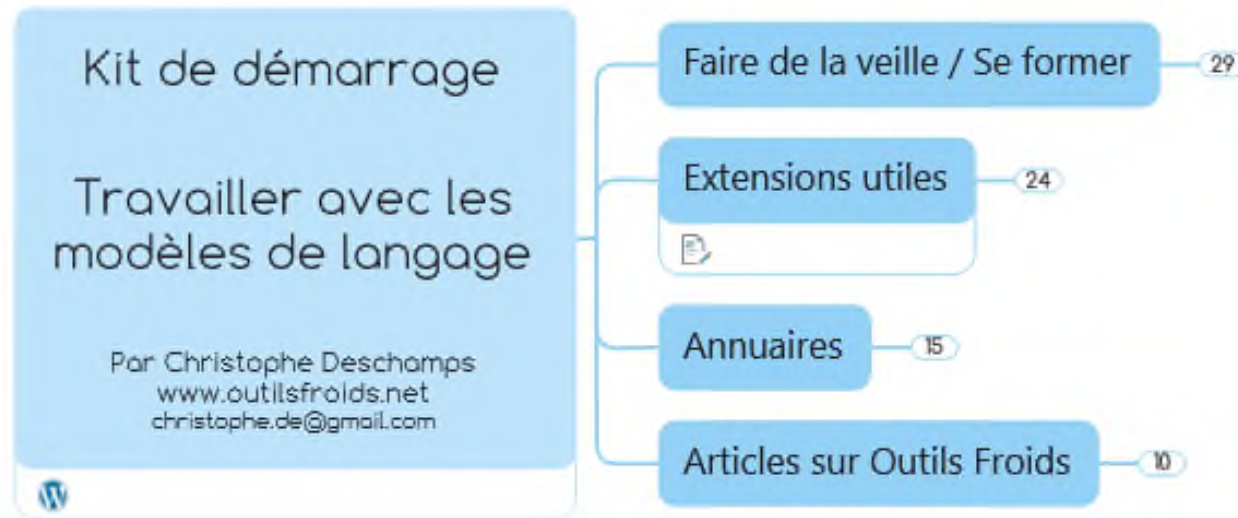 Kit de démarrage
Travailler avec les
modèles de langage
Par Christophe Deschamps
www.outilsfroids.net
christophe.de@gmail.com
Faire de la veille / Se former
29
Extensions utiles
24
Annuaires
15
Articles sur Outils Froids
10